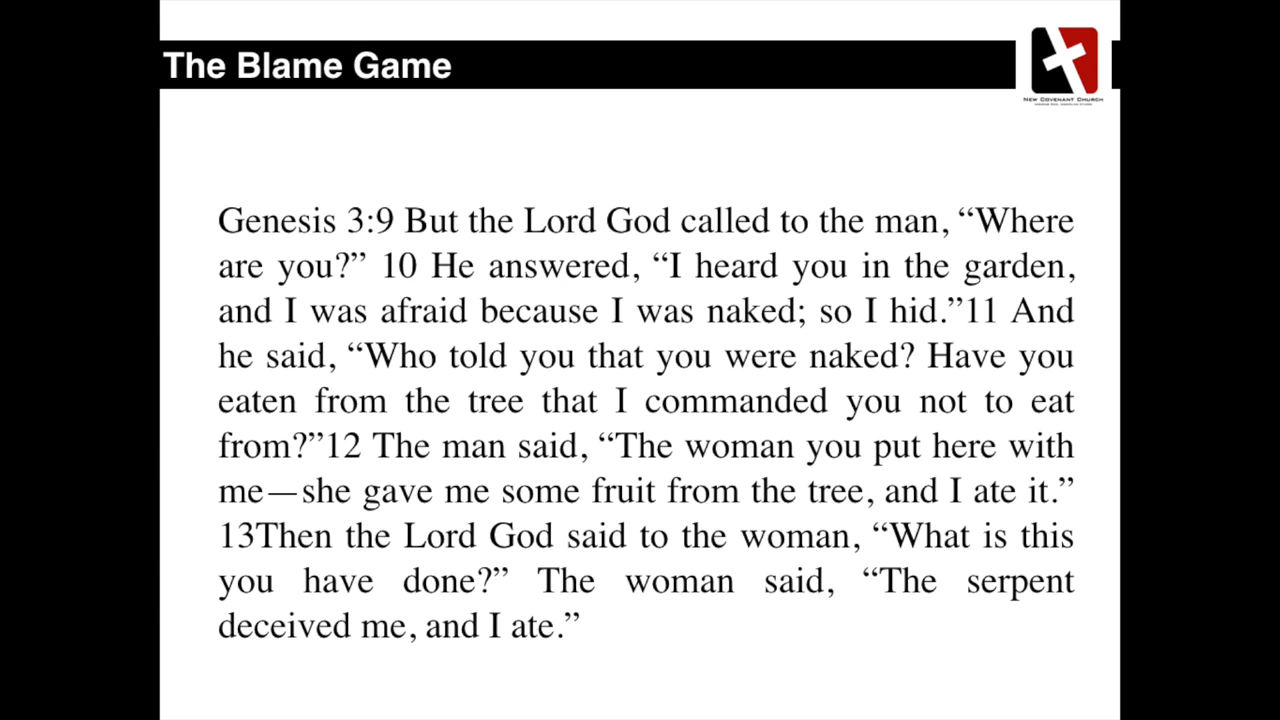 The Blame Game
NEW COVENANT CHURCH
Genesis 3:9 But the Lord God called to the man, “Where
are you?” 10 He answered, “I heard you in the garden,
and I was afraid because I was naked; so I hid.”11 And
he said, “Who told you that you were naked? Have you
eaten from the tree that I commanded you not to eat
from?”12 The man said, “The woman you put here with
me—she gave me some fruit from the tree, and I ate it.”
13Then the Lord God said to the woman, “What is this
you have done?” The woman said, “The serpent
deceived me, and I ate.”